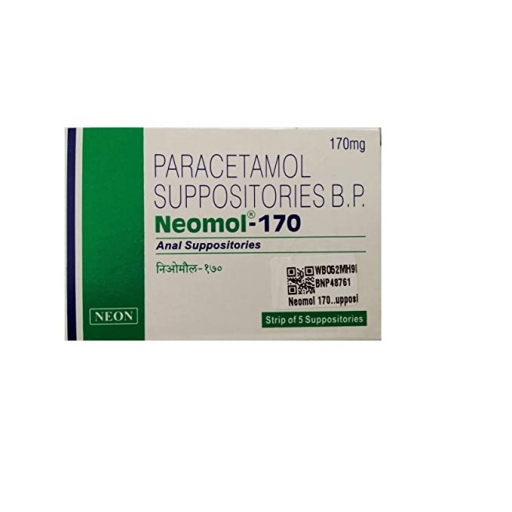 170mg
PARACETAMOL
SUPPOSITORIES B.P.
Neomol®-170
Anal Suppositories
निओमौल-१७०
WB052MH9I
BNP48761
Neomol 170..upposi
NEON
Strip of 5 Suppositories